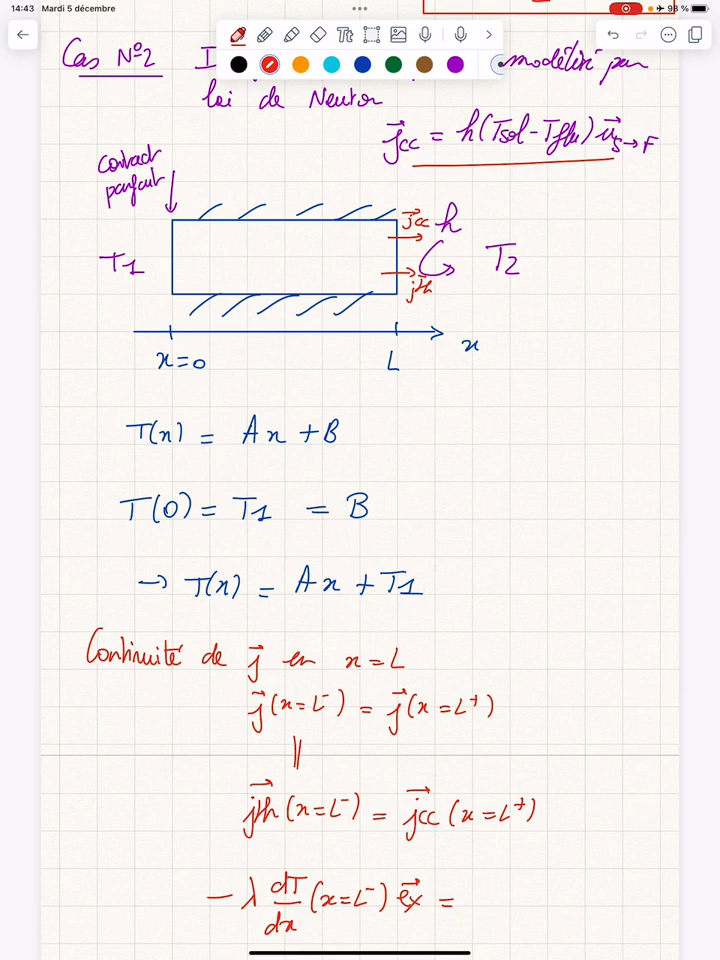 14:43 Mardi 5 décembre
98 %
Cas N°2 modélisé par
loi de Newton
jcc = h(Tsol - Tflu) u S→F
contact
parfait
jcc h
T1
T2
jth
x=0 L x
T(x) = Ax + B
T(0) = T1 = B
→ T(x) = Ax + T1
Continuité de j en x = L
j(x=L⁻) = j(x=L⁺)
||
jth(x=L⁻) = jcc(x=L⁺)
- λ dT/dx (x=L⁻) ex =